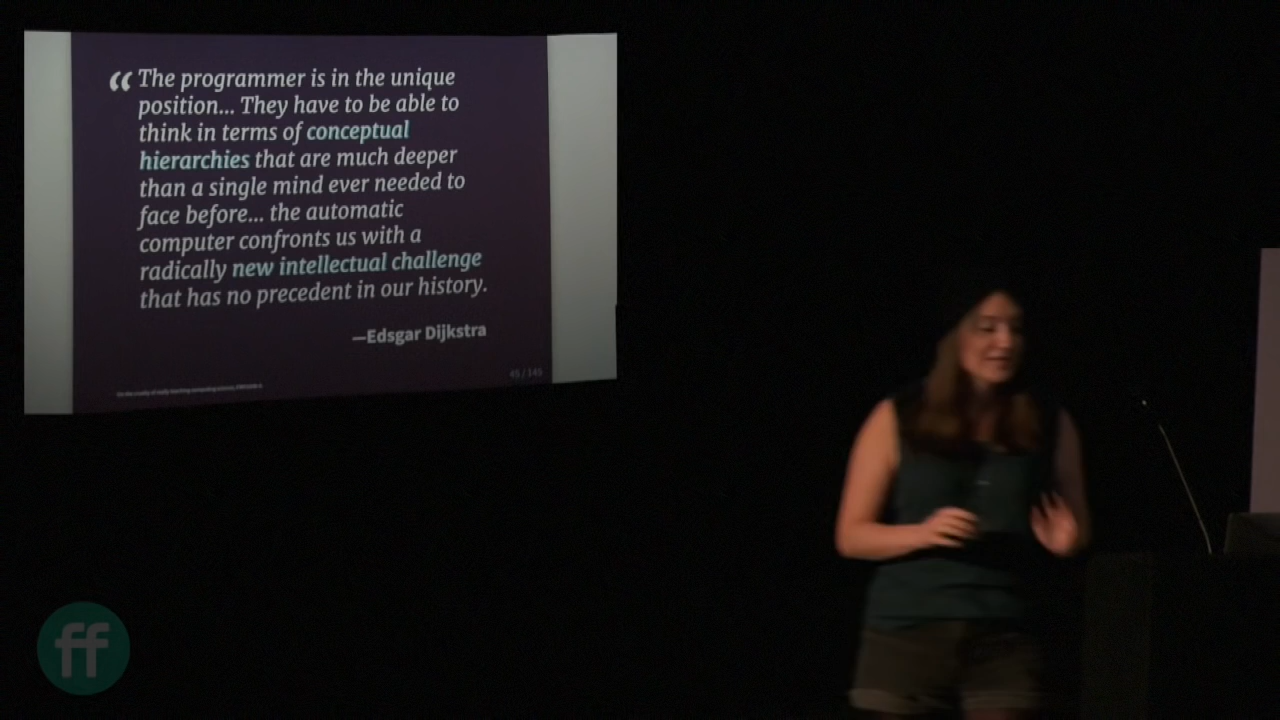 “The programmer is in the unique
position... They have to be able to
think in terms of conceptual
hierarchies that are much deeper
than a single mind ever needed to
face before... the automatic
computer confronts us with a
radically new intellectual challenge
that has no precedent in our history.
—Edsgar Dijkstra
45 / 145
ff